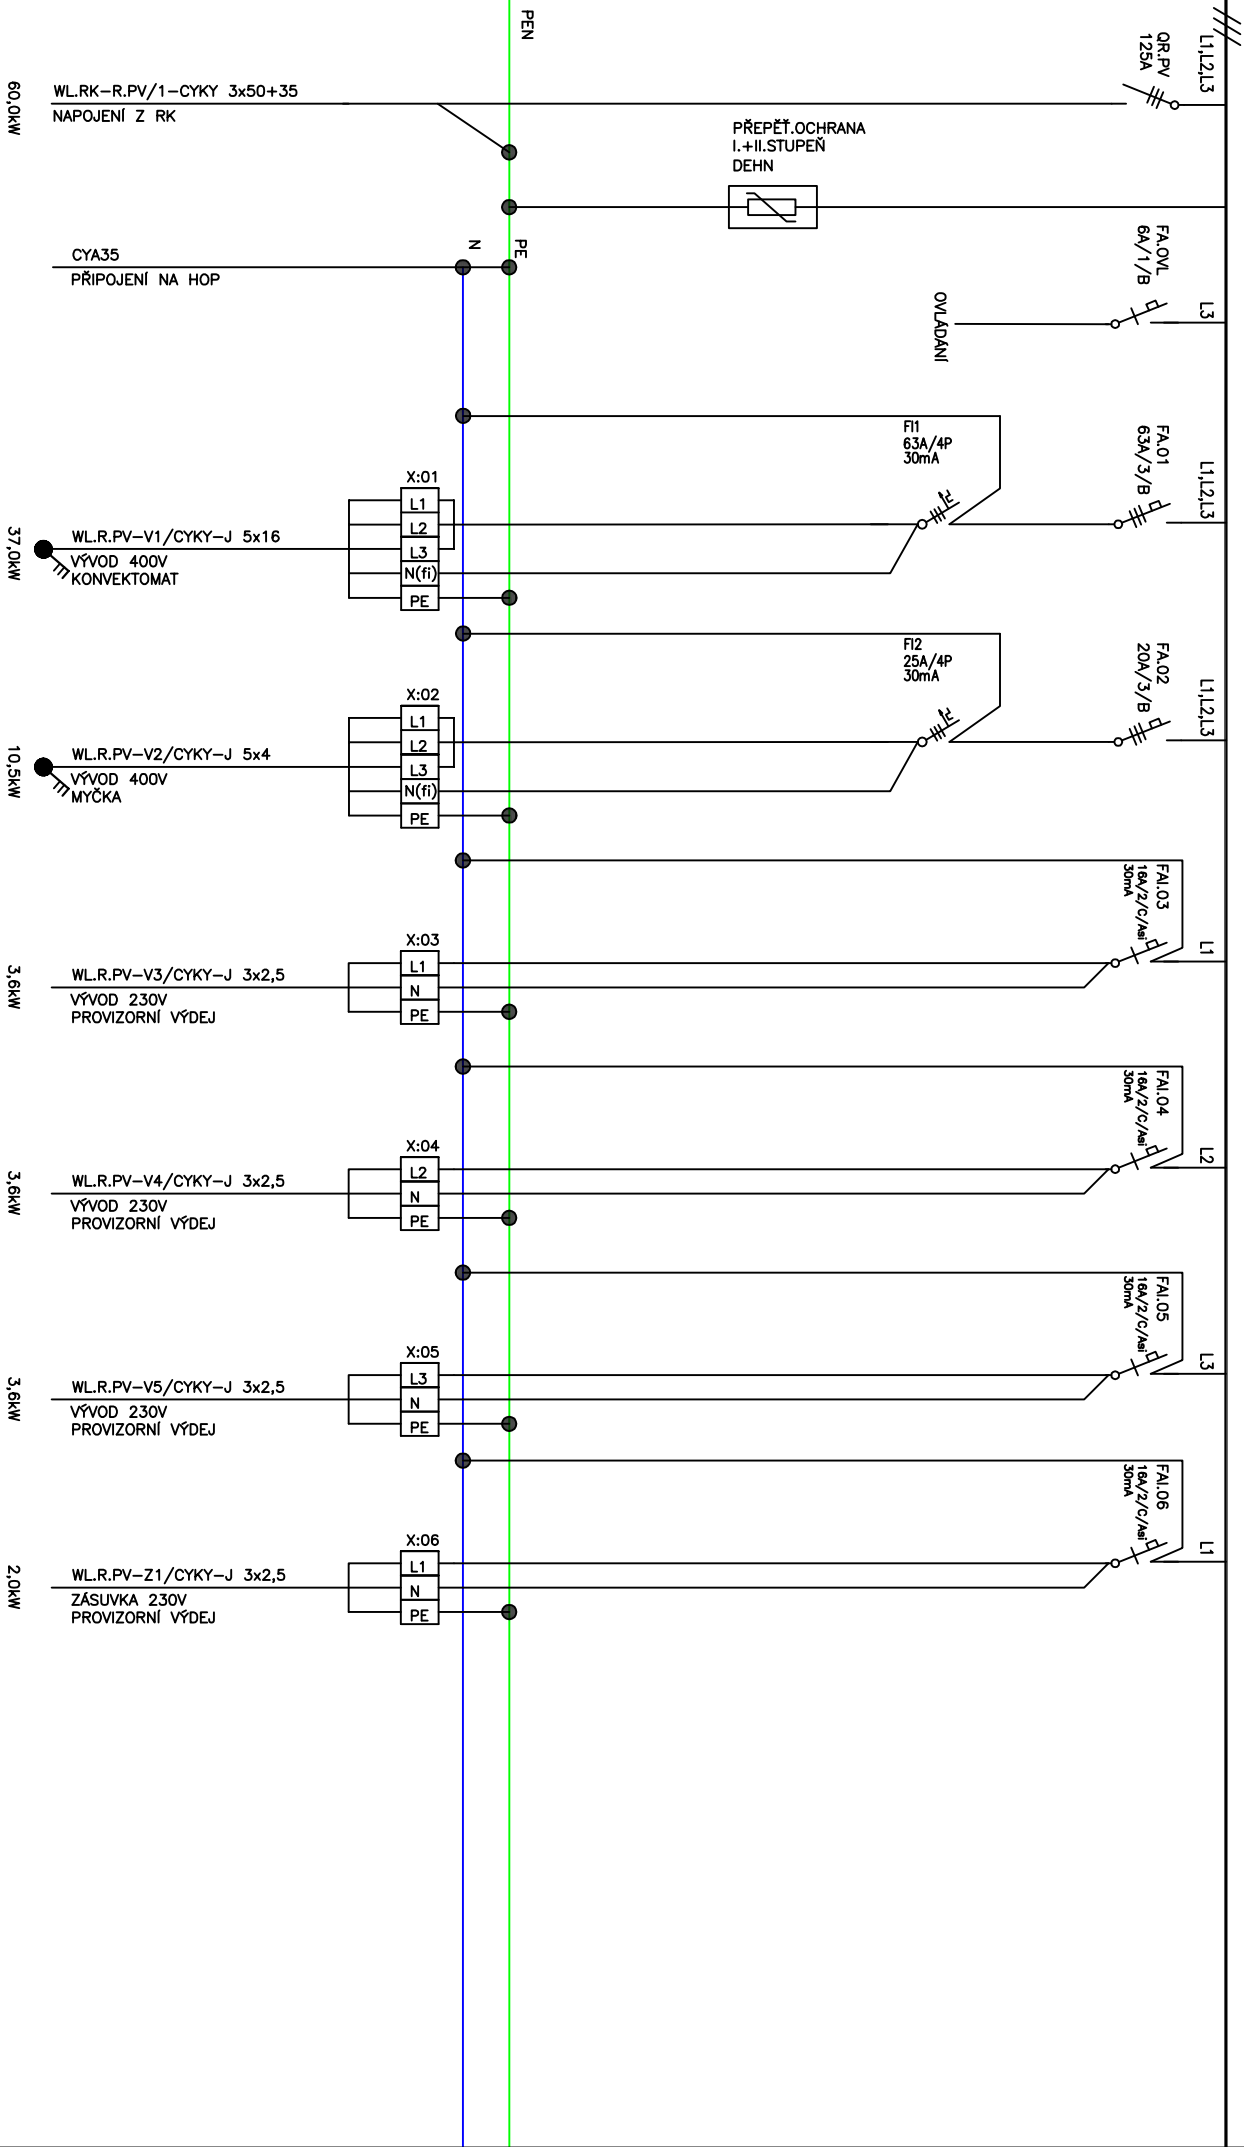 PEN
L1,L2,L3
QR.PV
125A
WL.RK-R.PV/1-CYKY 3x50+35
NAPOJENÍ Z RK
60,0kW
PŘEPĚŤ.OCHRANA
I.+II.STUPEŇ
DEHN
CYA35
PŘIPOJENÍ NA HOP
N
PE
L3
FA.OVL
6A/1/B
OVLÁDÁNÍ
L1,L2,L3
FA.01
63A/3/B
FI1
63A/4P
30mA
X:01
L1
L2
L3
N(fi)
PE
WL.R.PV-V1/CYKY-J 5x16
VÝVOD 400V
KONVEKTOMAT
37,0kW
L1,L2,L3
FA.02
20A/3/B
FI2
25A/4P
30mA
X:02
L1
L2
L3
N(fi)
PE
WL.R.PV-V2/CYKY-J 5x4
VÝVOD 400V
MYČKA
10,5kW
L1
FAI.03
16A/2/C/Asi
30mA
X:03
L1
N
PE
WL.R.PV-V3/CYKY-J 3x2,5
VÝVOD 230V
PROVIZORNÍ VÝDEJ
3,6kW
L2
FAI.04
16A/2/C/Asi
30mA
X:04
L2
N
PE
WL.R.PV-V4/CYKY-J 3x2,5
VÝVOD 230V
PROVIZORNÍ VÝDEJ
3,6kW
L3
FAI.05
16A/2/C/Asi
30mA
X:05
L3
N
PE
WL.R.PV-V5/CYKY-J 3x2,5
VÝVOD 230V
PROVIZORNÍ VÝDEJ
3,6kW
L1
FAI.06
16A/2/C/Asi
30mA
X:06
L1
N
PE
WL.R.PV-Z1/CYKY-J 3x2,5
ZÁSUVKA 230V
PROVIZORNÍ VÝDEJ
2,0kW